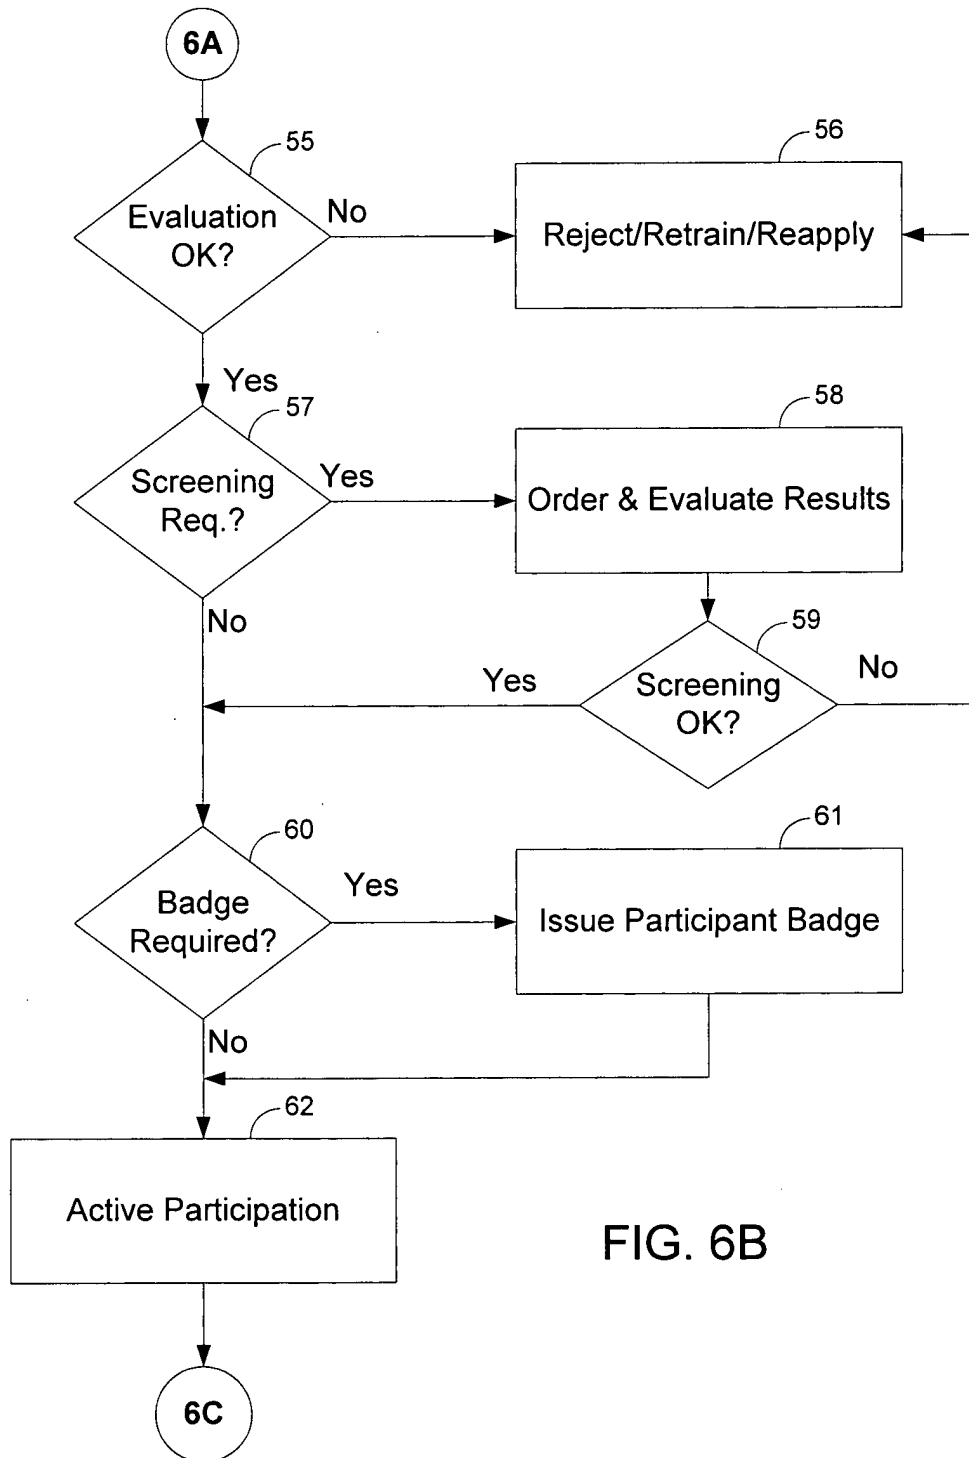 6A
55
Evaluation
OK?
No
56
Reject/Retrain/Reapply
Yes
57
Screening
Req.?
Yes
58
Order & Evaluate Results
No
59
Screening
OK?
Yes
No
60
Badge
Required?
Yes
61
Issue Participant Badge
No
62
Active Participation
FIG. 6B
6C